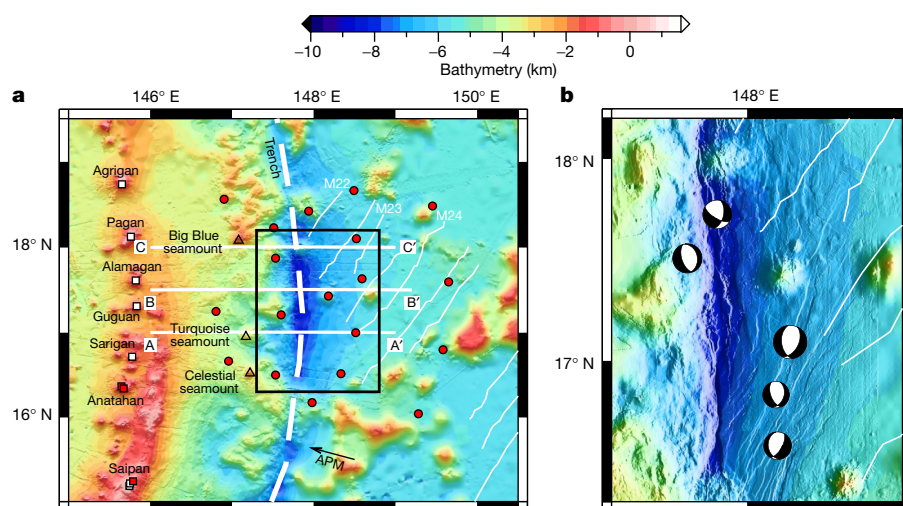 −10 −8 −6 −4 −2 0
Bathymetry (km)
a
146° E 148° E 150° E
b
148° E
Trench
Agrigan
M22
18° N
M23
M24
Pagan
Big Blue
seamount
18° N
C C′
Alamagan
B B′
Guguan
Turquoise
seamount
17° N
Sarigan
A A′
17° N
Celestial
seamount
Anatahan
16° N
APM
Saipan